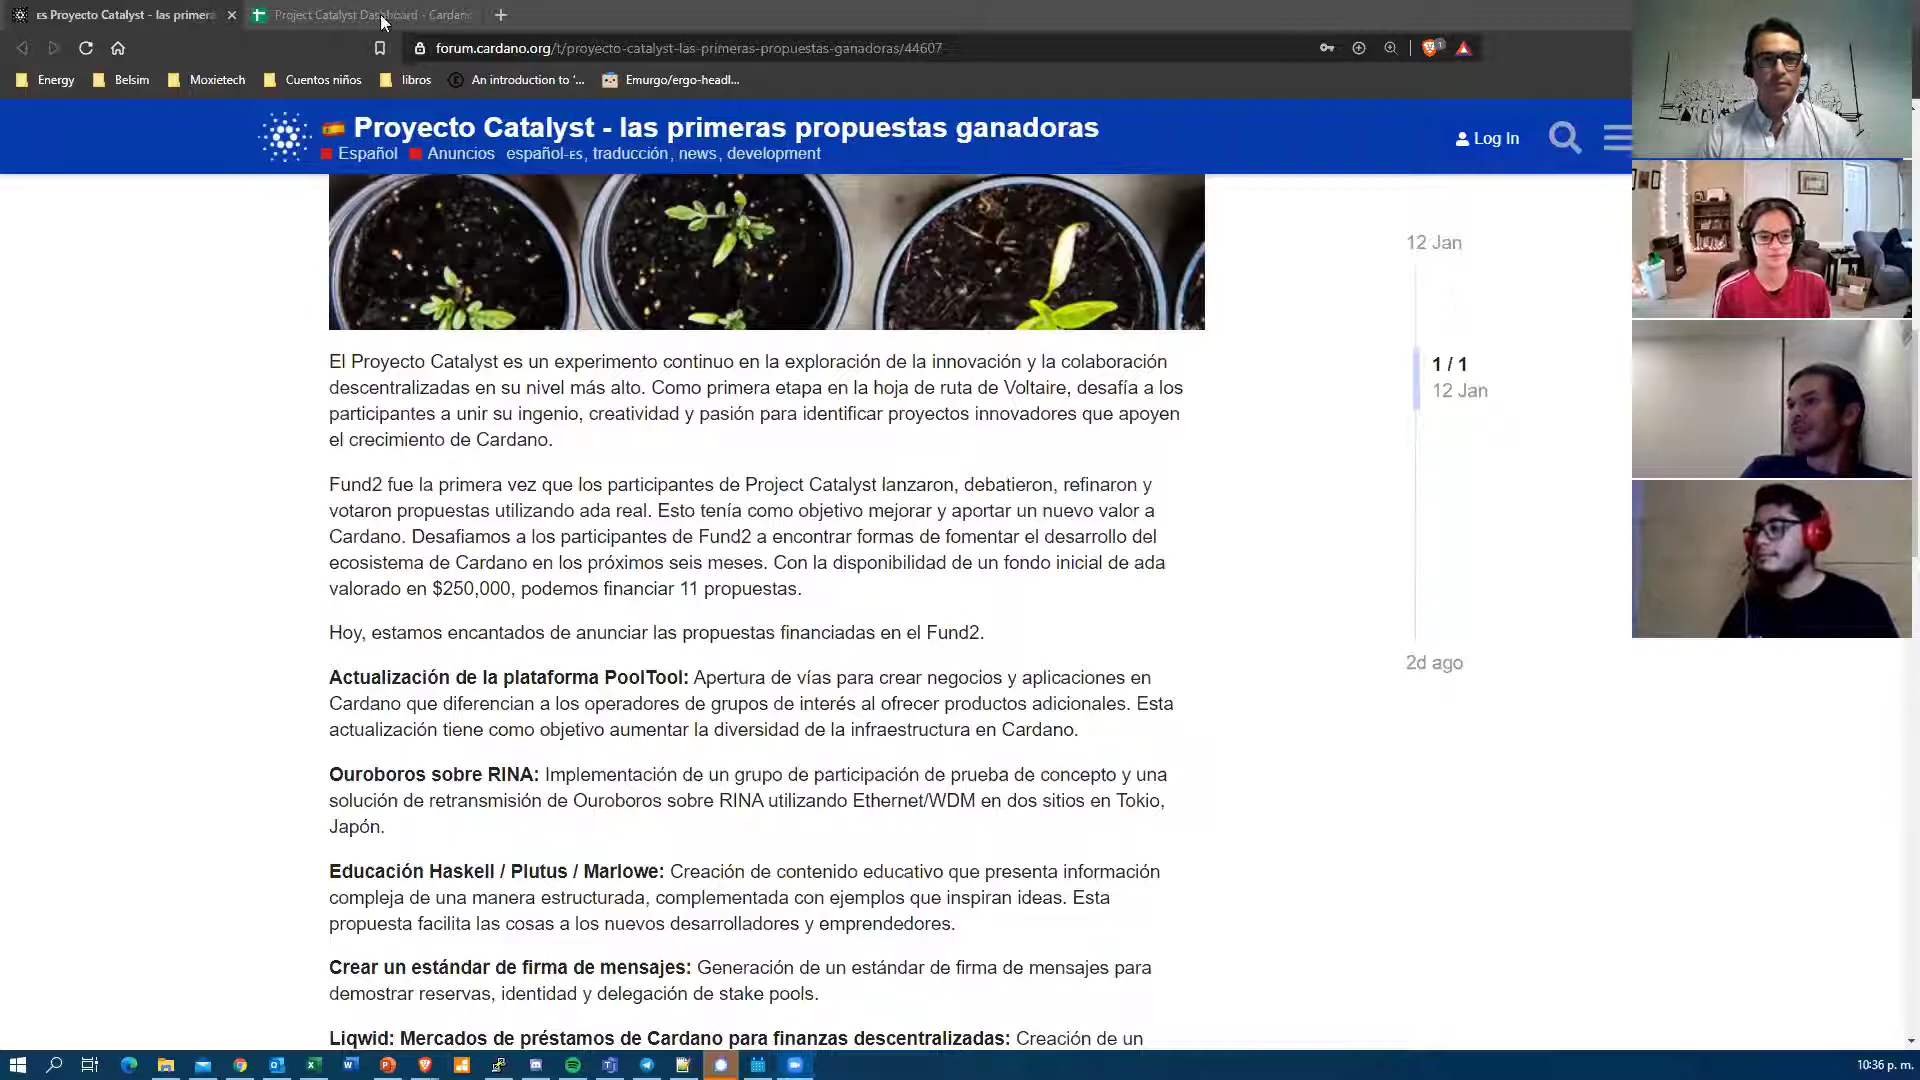 ES Proyecto Catalyst - las primera
Project Catalyst Dashboard - Cardan
forum.cardano.org/t/proyecto-catalyst-las-primeras-propuestas-ganadoras/44607
Energy
Belsim
Moxietech
Cuentos niños
libros
An introduction to '...
Emurgo/ergo-headl...
Proyecto Catalyst - las primeras propuestas ganadoras
Español Anuncios español-ES, traducción, news, development
Log In
12 Jan
1 / 1
12 Jan
2d ago
El Proyecto Catalyst es un experimento continuo en la exploración de la innovación y la colaboración
descentralizadas en su nivel más alto. Como primera etapa en la hoja de ruta de Voltaire, desafía a los
participantes a unir su ingenio, creatividad y pasión para identificar proyectos innovadores que apoyen
el crecimiento de Cardano.
Fund2 fue la primera vez que los participantes de Project Catalyst lanzaron, debatieron, refinaron y
votaron propuestas utilizando ada real. Esto tenía como objetivo mejorar y aportar un nuevo valor a
Cardano. Desafiamos a los participantes de Fund2 a encontrar formas de fomentar el desarrollo del
ecosistema de Cardano en los próximos seis meses. Con la disponibilidad de un fondo inicial de ada
valorado en $250,000, podemos financiar 11 propuestas.
Hoy, estamos encantados de anunciar las propuestas financiadas en el Fund2.
Actualización de la plataforma PoolTool: Apertura de vías para crear negocios y aplicaciones en
Cardano que diferencian a los operadores de grupos de interés al ofrecer productos adicionales. Esta
actualización tiene como objetivo aumentar la diversidad de la infraestructura en Cardano.
Ouroboros sobre RINA: Implementación de un grupo de participación de prueba de concepto y una
solución de retransmisión de Ouroboros sobre RINA utilizando Ethernet/WDM en dos sitios en Tokio,
Japón.
Educación Haskell / Plutus / Marlowe: Creación de contenido educativo que presenta información
compleja de una manera estructurada, complementada con ejemplos que inspiran ideas. Esta
propuesta facilita las cosas a los nuevos desarrolladores y emprendedores.
Crear un estándar de firma de mensajes: Generación de un estándar de firma de mensajes para
demostrar reservas, identidad y delegación de stake pools.
Liqwid: Mercados de préstamos de Cardano para finanzas descentralizadas: Creación de un
10:36 p. m.